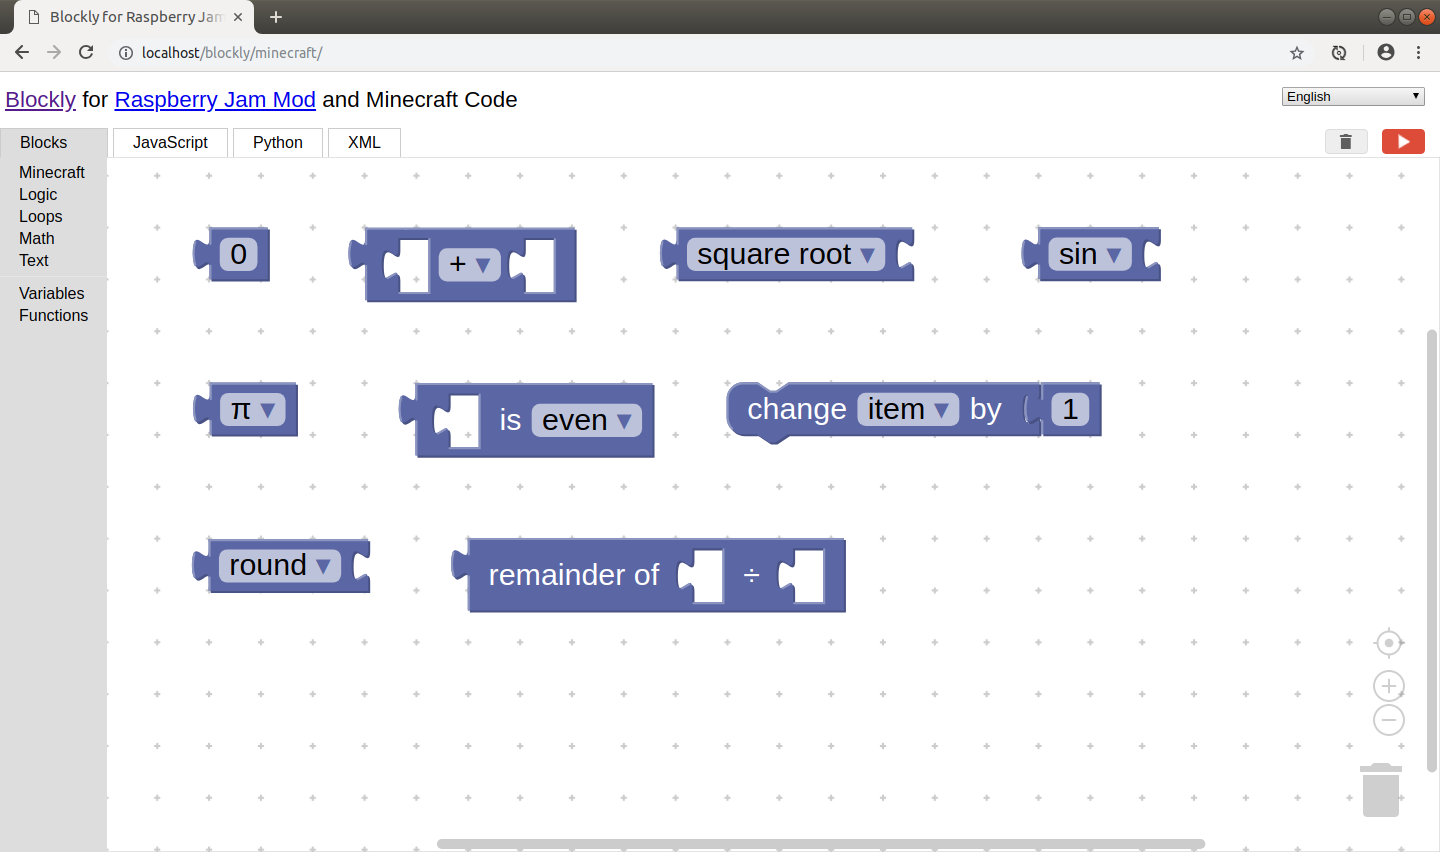 Blockly for Raspberry Jam
localhost/blockly/minecraft/
Blockly for Raspberry Jam Mod and Minecraft Code
English
Blocks
JavaScript
Python
XML
Minecraft
Logic
Loops
Math
Text
Variables
Functions
0
+
square root
sin
π
is even
change item by 1
round
remainder of ÷